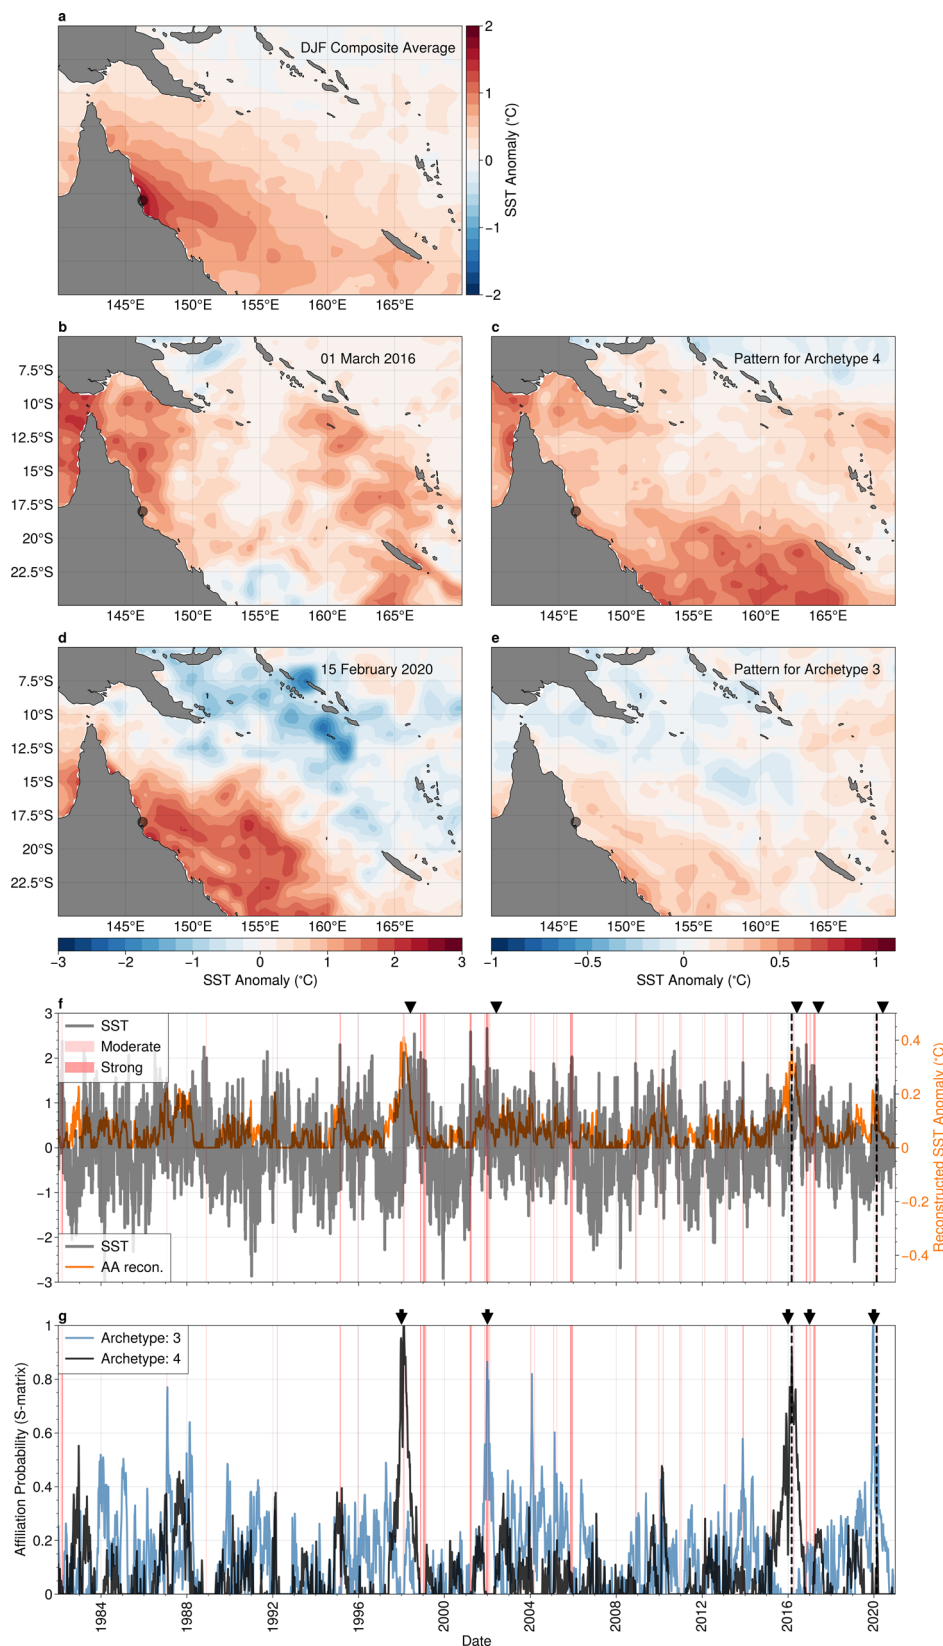 a
DJF Composite Average
2
1
0
−1
−2
SST Anomaly (°C)
145°E 150°E 155°E 160°E 165°E
b
01 March 2016
7.5°S
10°S
12.5°S
15°S
17.5°S
20°S
22.5°S
145°E 150°E 155°E 160°E 165°E
c
Pattern for Archetype 4
145°E 150°E 155°E 160°E 165°E
d
15 February 2020
7.5°S
10°S
12.5°S
15°S
17.5°S
20°S
22.5°S
145°E 150°E 155°E 160°E 165°E
e
Pattern for Archetype 3
145°E 150°E 155°E 160°E 165°E
−3 −2 −1 0 1 2 3
SST Anomaly (°C)
−1 −0.5 0 0.5 1
SST Anomaly (°C)
f
SST
Moderate
Strong
3
2
1
0
−1
−2
−3
SST
AA recon.
0.4
0.2
0
−0.2
−0.4
Reconstructed SST Anomaly (°C)
g
Archetype: 3
Archetype: 4
1
0.8
0.6
0.4
0.2
0
Affiliation Probability (S-matrix)
1984 1988 1992 1996 2000 2004 2008 2012 2016 2020
Date